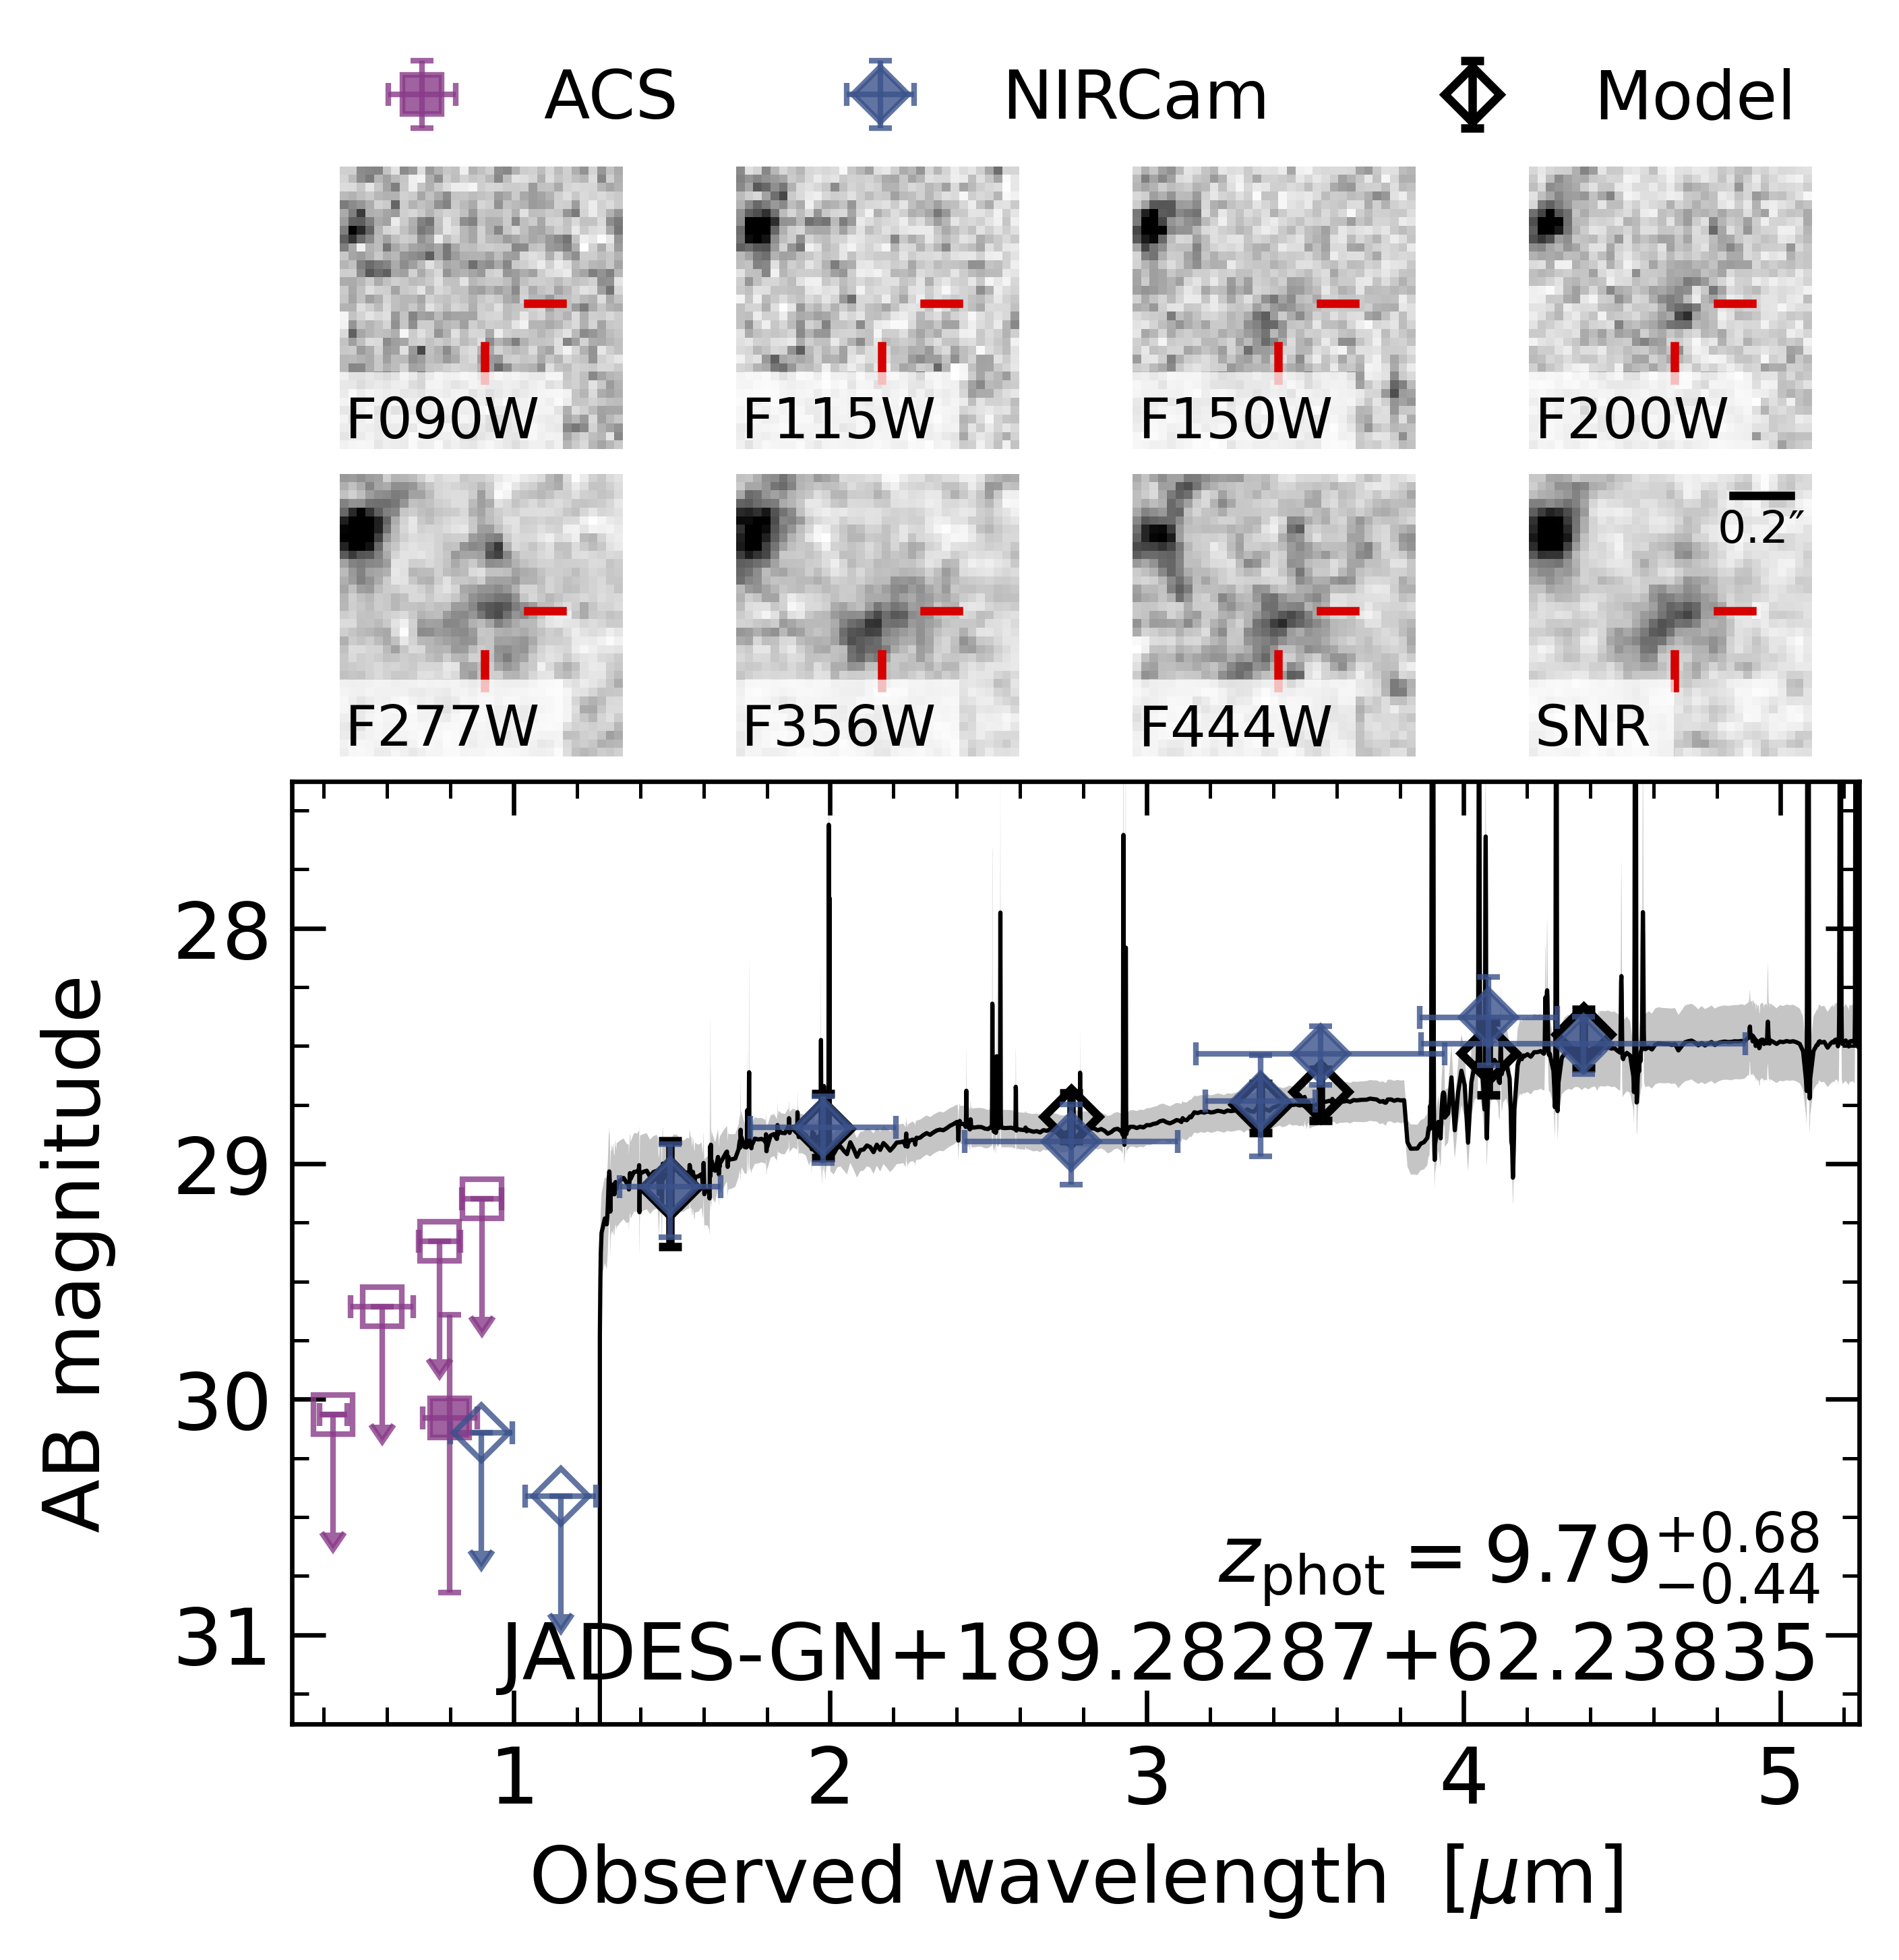 ACS NIRCam Model
F090W F115W F150W F200W
0.2″
F277W F356W F444W SNR
28
29
30
31
AB magnitude
z_phot = 9.79 +0.68 −0.44
JADES-GN+189.28287+62.23835
1 2 3 4 5
Observed wavelength [μm]